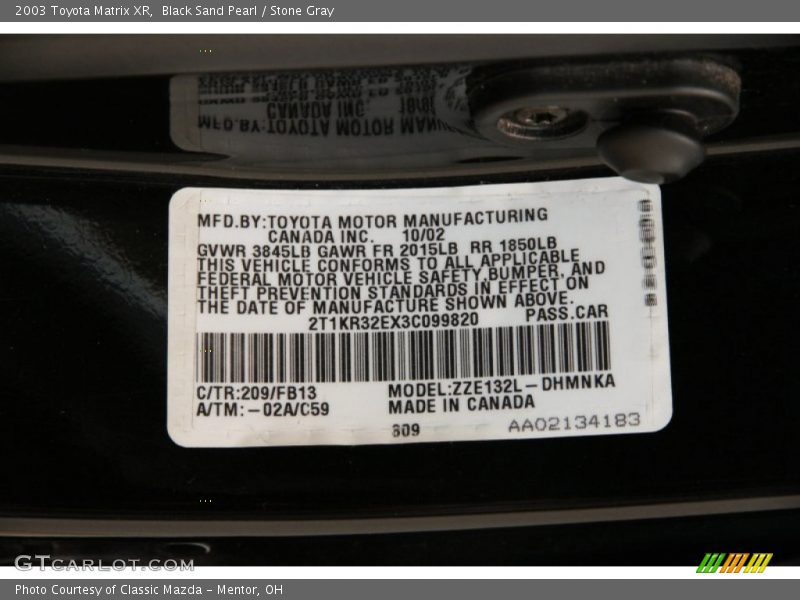 2003 Toyota Matrix XR,  Black Sand Pearl / Stone Gray
MFD.BY:TOYOTA MOTOR MANUFACTURING
CANADA INC.   10/02
GVWR 3845LB GAWR FR 2015LB  RR 1850LB
THIS VEHICLE CONFORMS TO ALL APPLICABLE
FEDERAL MOTOR VEHICLE SAFETY,BUMPER, AND
THEFT PREVENTION STANDARDS IN EFFECT ON
THE DATE OF MANUFACTURE SHOWN ABOVE.
2T1KR32EX3C099820   PASS.CAR
C/TR:209/FB13   MODEL:ZZE132L-DHMNKA
A/TM:-02A/C59   MADE IN CANADA
809   AA02134183
GTCARLOT.COM
Photo Courtesy of Classic Mazda - Mentor, OH